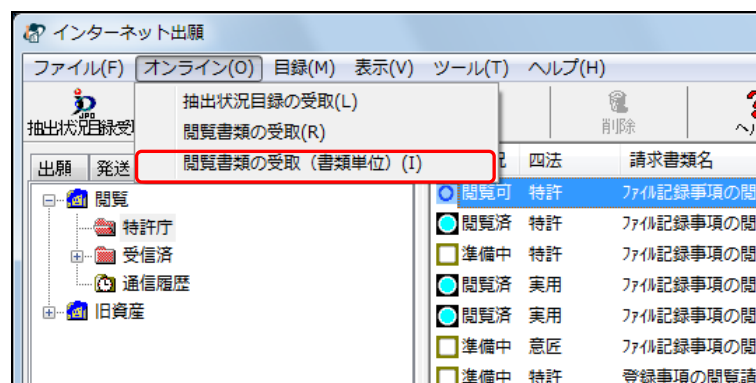 インターネット出願
ファイル(F) オンライン(O) 目録(M) 表示(V) ツール(T) ヘルプ(H)
抽出状況目録の受取(L)
閲覧書類の受取(R)
閲覧書類の受取（書類単位）(I)
JPO
抽出状況目録受
削除
出願 発送
四法 請求書類名
閲覧
特許庁
受信済
通信履歴
旧資産
閲覧可 特許 ファイル記録事項の閲
閲覧済 特許 ファイル記録事項の閲
準備中 特許 ファイル記録事項の閲
閲覧済 実用 ファイル記録事項の閲
閲覧済 実用 ファイル記録事項の閲
準備中 意匠 ファイル記録事項の閲
準備中 特許 登録事項の閲覧請